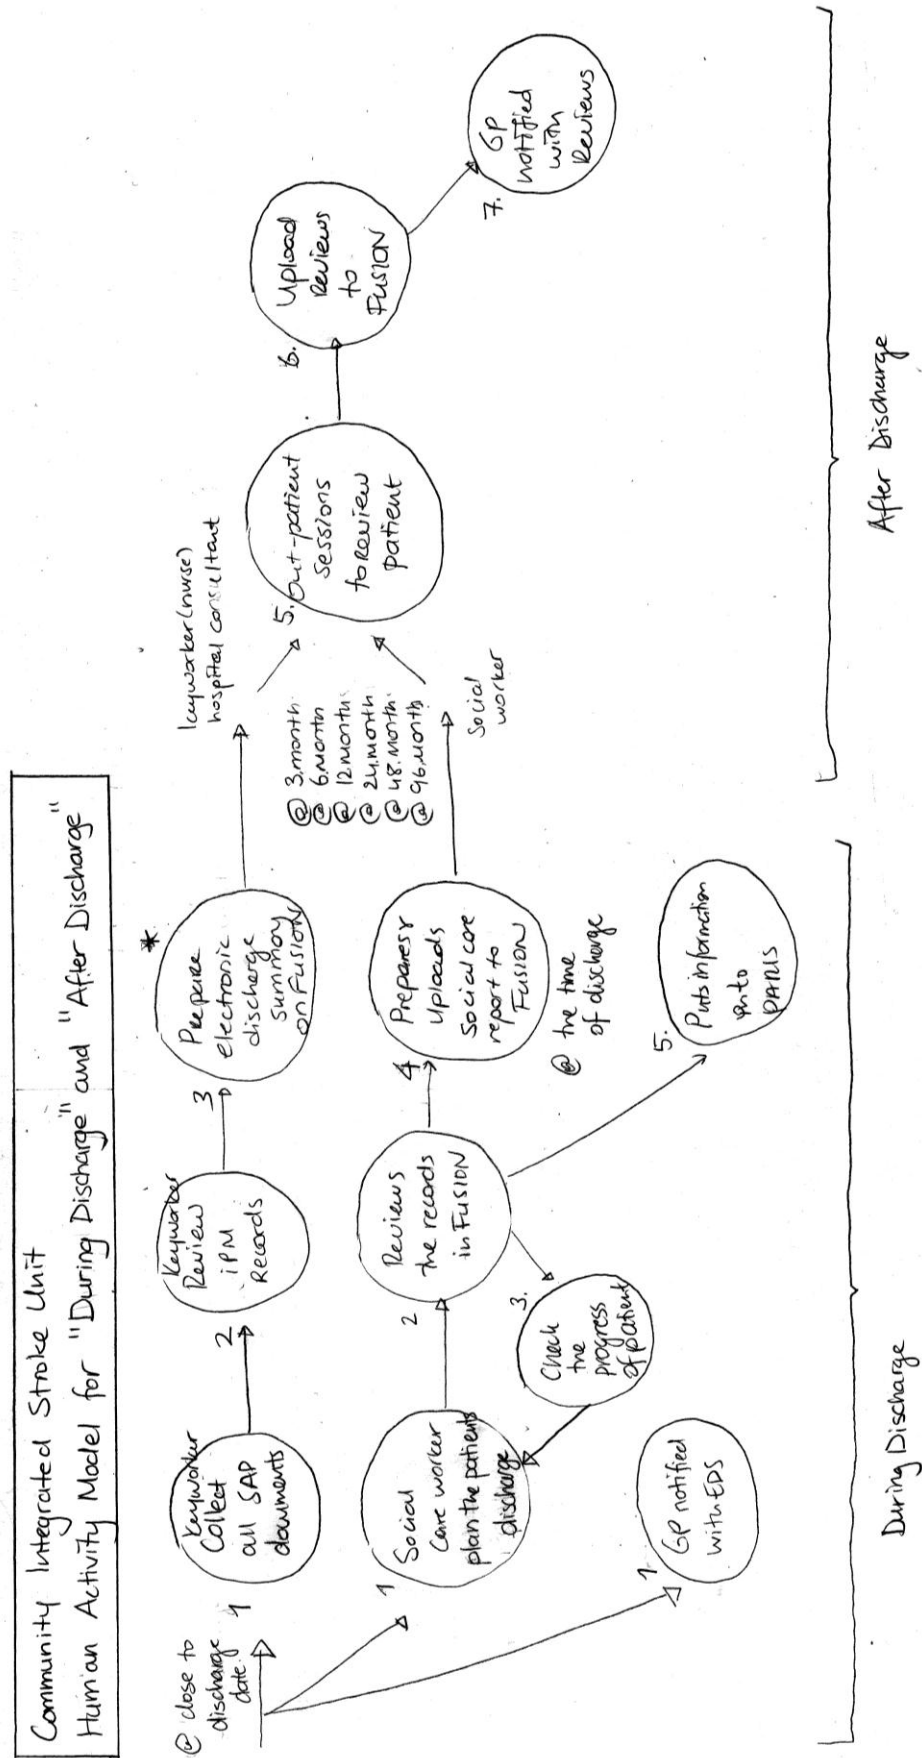 Community Integrated Stroke Unit
Human Activity Model for "During Discharge" and "After Discharge"
@ close to
discharge
date.
1
Keyworker
Collect
all SAP
documents
2
Keyworker
Review
iPM
Records
3
*
Prepare
electronic
discharge
summary
on Fusion
keyworker (nurse)
hospital consultant
@ 3.month
@ 6.month
@ 12.month
@ 24.month
@ 48.month
@ 96.month
Social
worker
5.
Out-patient
sessions
to review
patient
6.
Upload
Reviews
to
FUSION
7.
GP
notified
with
Reviews
1
Social
Care worker
plan the patients
discharge
2
Reviews
the records
in FUSION
3.
Check
the
progress
of patient
4
Prepares
Uploads
Social care
report to
FUSION
@ the time
of discharge
5.
Puts information
into
PARIS
1
GP notified
with EDS
During Discharge
After Discharge